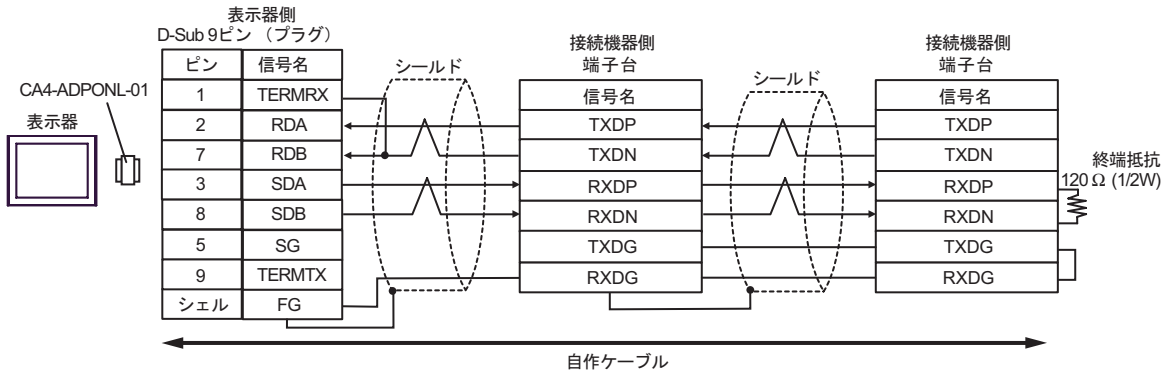 表示器側
D-Sub 9ピン （プラグ）
ピン 信号名
1 TERMRX
2 RDA
7 RDB
3 SDA
8 SDB
5 SG
9 TERMTX
シェル FG
CA4-ADPONL-01
表示器
シールド
接続機器側
端子台
信号名
TXDP
TXDN
RXDP
RXDN
TXDG
RXDG
シールド
接続機器側
端子台
信号名
TXDP
TXDN
RXDP
RXDN
TXDG
RXDG
終端抵抗
120 Ω (1/2W)
自作ケーブル